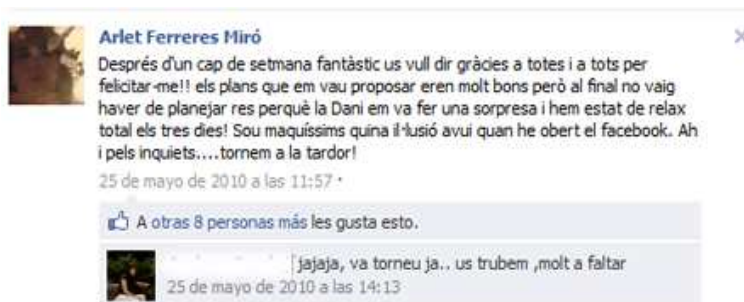 Arlet Ferreres Miró
Després d'un cap de setmana fantàstic us vull dir gràcies a totes i a tots per
felicitar-me!! els plans que em vau proposar eren molt bons però al final no vaig
haver de planejar res perquè la Dani em va fer una sorpresa i hem estat de relax
total els tres dies! Sou maquíssims quina il·lusió avui quan he obert el facebook. Ah
i pels inquiets....tornem a la tardor!
25 de mayo de 2010 a las 11:57 ·
A otras 8 personas más les gusta esto.
jajaja, va torneu ja.. us trubem ,molt a faltar
25 de mayo de 2010 a las 14:13